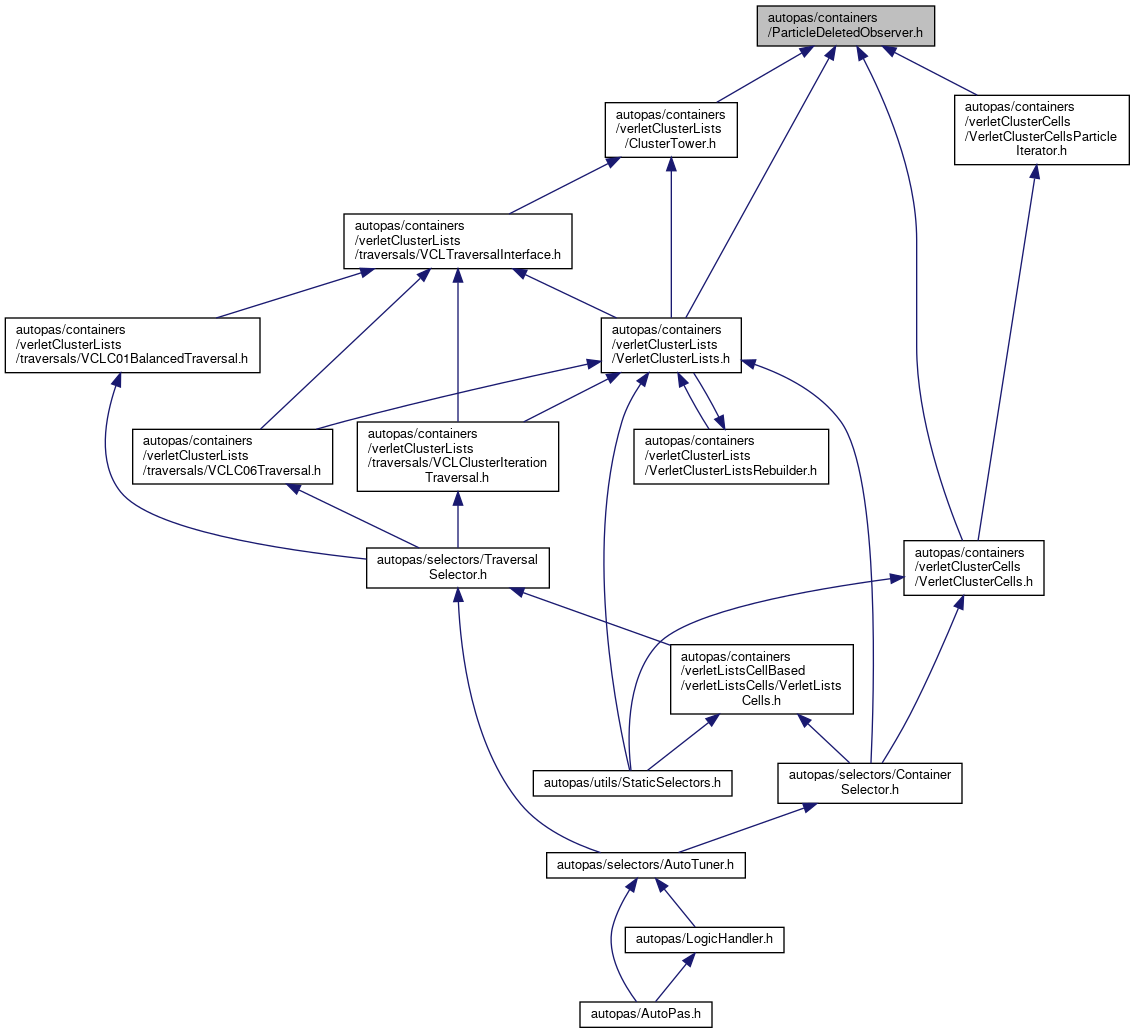 autopas/containers
/ParticleDeletedObserver.h
autopas/containers
/verletClusterLists
/ClusterTower.h
autopas/containers
/verletClusterCells
/VerletClusterCellsParticle
Iterator.h
autopas/containers
/verletClusterLists
/traversals/VCLTraversalInterface.h
autopas/containers
/verletClusterLists
/traversals/VCLC01BalancedTraversal.h
autopas/containers
/verletClusterLists
/VerletClusterLists.h
autopas/containers
/verletClusterLists
/traversals/VCLC06Traversal.h
autopas/containers
/verletClusterLists
/traversals/VCLClusterIteration
Traversal.h
autopas/containers
/verletClusterLists
/VerletClusterListsRebuilder.h
autopas/selectors/Traversal
Selector.h
autopas/containers
/verletClusterCells
/VerletClusterCells.h
autopas/containers
/verletListsCellBased
/verletListsCells/VerletLists
Cells.h
autopas/utils/StaticSelectors.h
autopas/selectors/Container
Selector.h
autopas/selectors/AutoTuner.h
autopas/LogicHandler.h
autopas/AutoPas.h